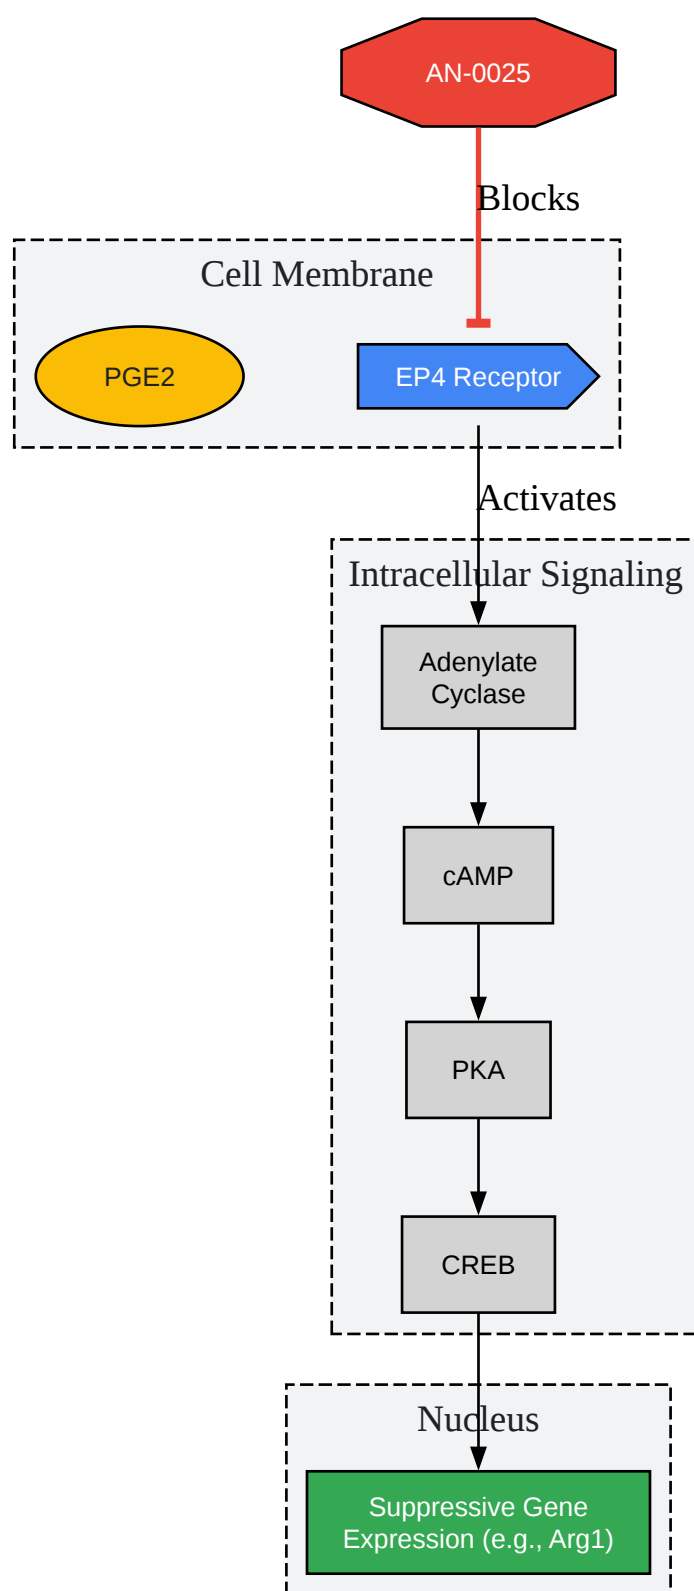 AN-0025
Blocks
Cell Membrane
PGE2
EP4 Receptor
Activates
Intracellular Signaling
Adenylate
Cyclase
cAMP
PKA
CREB
Nucleus
Suppressive Gene
Expression (e.g., Arg1)